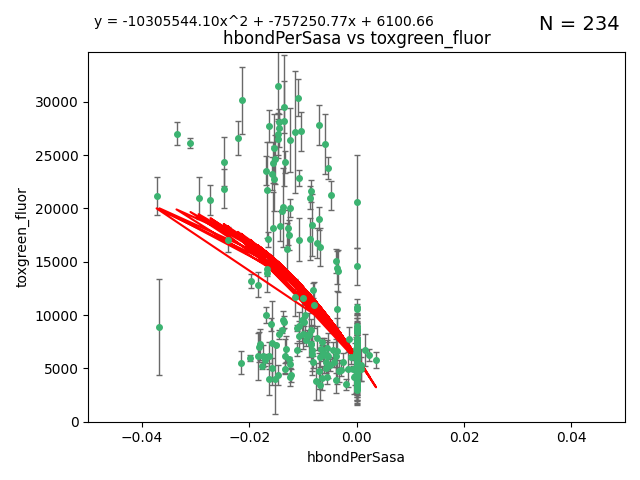 y = -10305544.10x^2 + -757250.77x + 6100.66
N = 234
hbondPerSasa vs toxgreen_fluor
30000
25000
20000
15000
10000
5000
0
toxgreen_fluor
−0.04
−0.02
0.00
0.02
0.04
hbondPerSasa